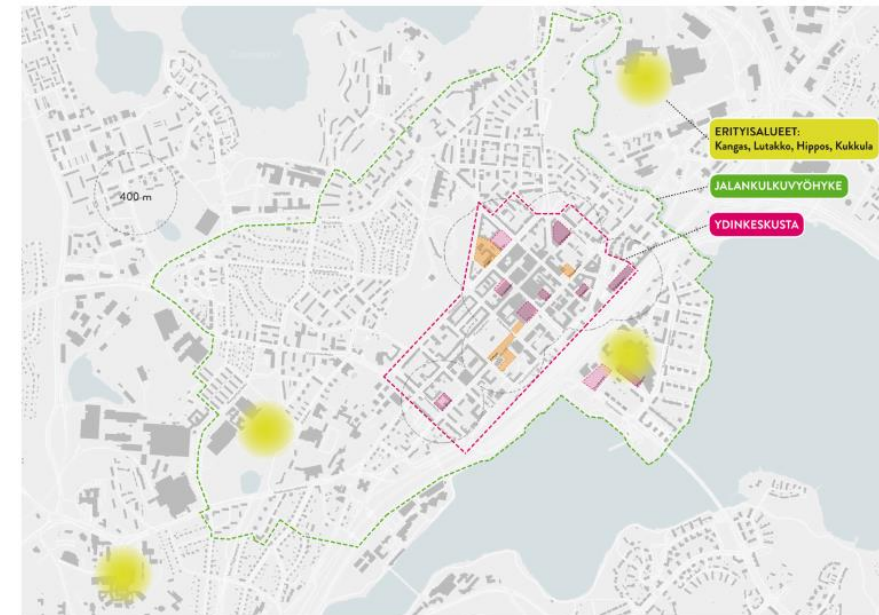 ERITYISALUEET:
Kangas, Lutakko, Hippos, Kukkula
JALANKULKUVYÖHYKE
YDINKESKUSTA
400 m